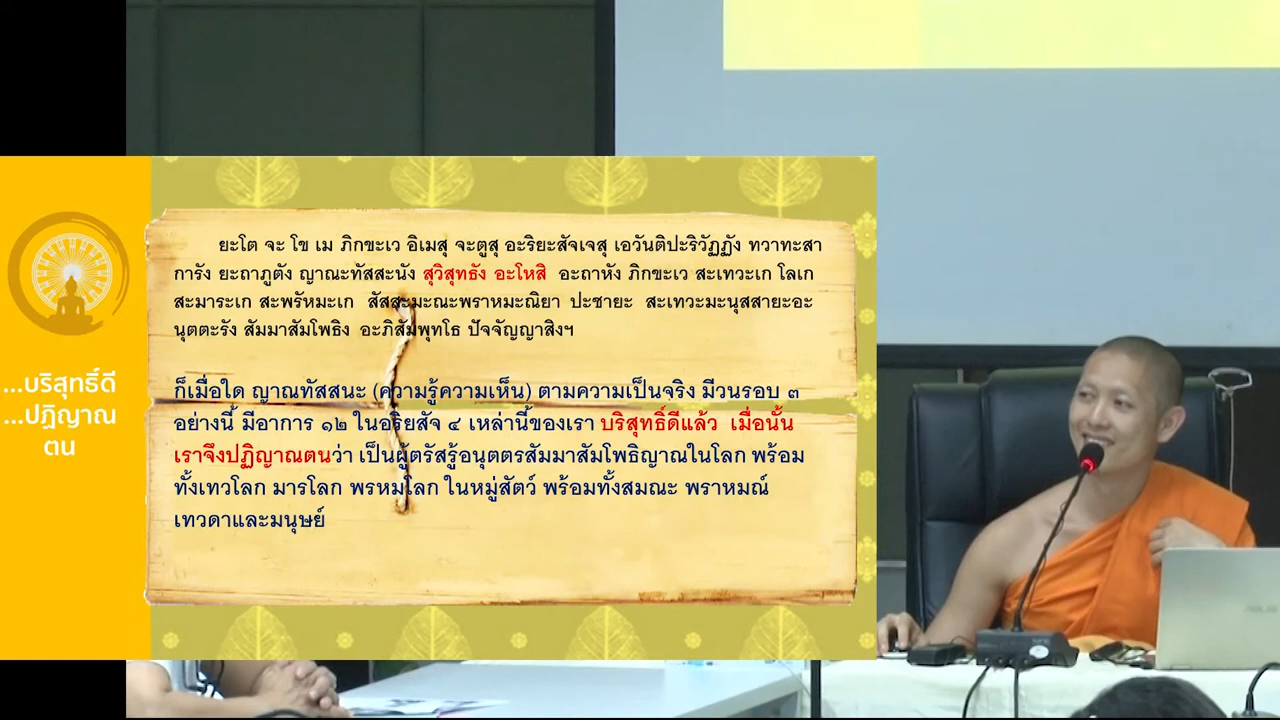 ยะโต จะ โข เม ภิกขะเว อิเมสุ จะตูสุ อะริยะสัจเจสุ เอวันติปะริวัฏฏัง ทวาทะสา
การัง ยะถาภูตัง ญาณะทัสสะนัง สุวิสุทธัง อะโหสิ อะถาหัง ภิกขะเว สะเทวะเก โลเก
สะมาระเก สะพรัหมะเก สัสสะมะณะพราหมะณิยา ปะชายะ สะเทวะมะนุสสายะอะ
นุตตะรัง สัมมาสัมโพธิง อะภิสัมพุทโธ ปัจจัญญาสิงฯ
ก็เมื่อใด ญาณทัสสนะ (ความรู้ความเห็น) ตามความเป็นจริง มีวนรอบ ๓
อย่างนี้ มีอาการ ๑๒ ในอริยสัจ ๔ เหล่านี้ของเรา บริสุทธิ์ดีแล้ว เมื่อนั้น
เราจึงปฏิญาณตนว่า เป็นผู้ตรัสรู้อนุตตรสัมมาสัมโพธิญาณในโลก พร้อม
ทั้งเทวโลก มารโลก พรหมโลก ในหมู่สัตว์ พร้อมทั้งสมณะ พราหมณ์
เทวดาและมนุษย์
...บริสุทธิ์ดี
...ปฏิญาณ
ตน